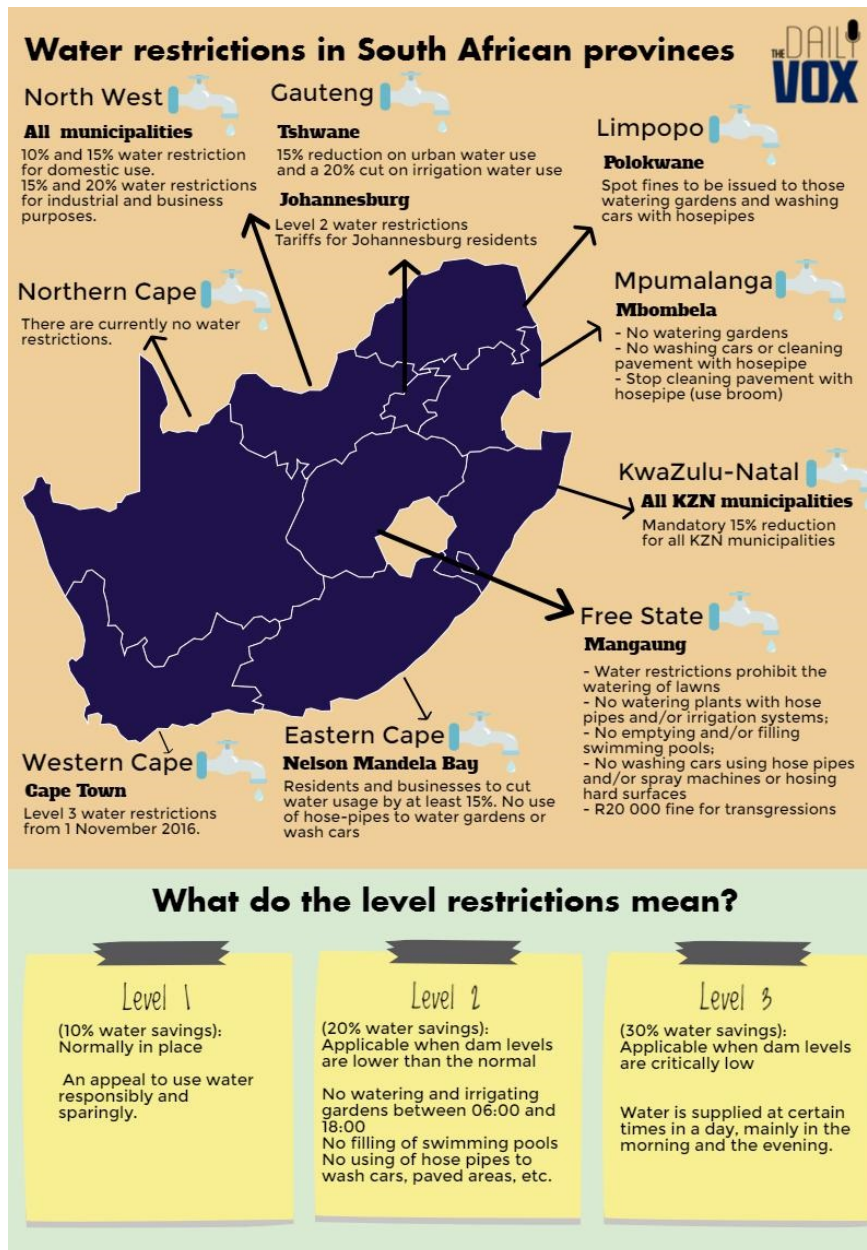 Water restrictions in South African provinces
THE DAILY
VOX
North West
All municipalities
10% and 15% water restriction
for domestic use.
15% and 20% water restrictions
for industrial and business
purposes.
Gauteng
Tshwane
15% reduction on urban water use
and a 20% cut on irrigation water use
Johannesburg
Level 2 water restrictions
Tariffs for Johannesburg residents
Limpopo
Polokwane
Spot fines to be issued to those
watering gardens and washing
cars with hosepipes
Northern Cape
There are currently no water
restrictions.
Mpumalanga
Mbombela
- No watering gardens
- No washing cars or cleaning
pavement with hosepipe
- Stop cleaning pavement with
hosepipe (use broom)
KwaZulu-Natal
All KZN municipalities
Mandatory 15% reduction
for all KZN municipalities
Free State
Mangaung
- Water restrictions prohibit the
watering of lawns
- No watering plants with hose
pipes and/or irrigation systems;
- No emptying and/or filling
swimming pools;
- No washing cars using hose pipes
and/or spray machines or hosing
hard surfaces
- R20 000 fine for transgressions
Western Cape
Cape Town
Level 3 water restrictions
from 1 November 2016.
Eastern Cape
Nelson Mandela Bay
Residents and businesses to cut
water usage by at least 15%. No use
of hose-pipes to water gardens or
wash cars
What do the level restrictions mean?
Level 1
(10% water savings):
Normally in place
An appeal to use water
responsibly and
sparingly.
Level 2
(20% water savings):
Applicable when dam levels
are lower than the normal
No watering and irrigating
gardens between 06:00 and
18:00
No filling of swimming pools
No using of hose pipes to
wash cars, paved areas, etc.
Level 3
(30% water savings):
Applicable when dam levels
are critically low
Water is supplied at certain
times in a day, mainly in the
morning and the evening.